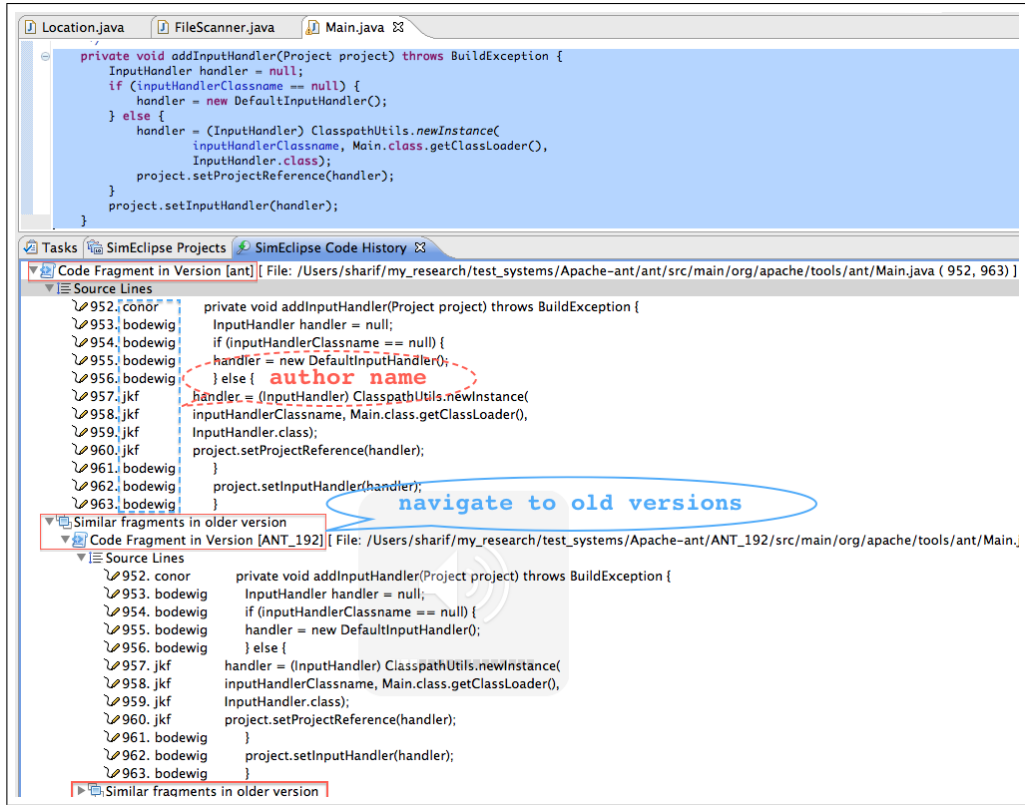 Location.java FileScanner.java Main.java
private void addInputHandler(Project project) throws BuildException {
InputHandler handler = null;
if (inputHandlerClassname == null) {
handler = new DefaultInputHandler();
} else {
handler = (InputHandler) ClasspathUtils.newInstance(
inputHandlerClassname, Main.class.getClassLoader(),
InputHandler.class);
project.setProjectReference(handler);
}
project.setInputHandler(handler);
}
Tasks SimEclipse Projects SimEclipse Code History
Code Fragment in Version [ant] [ File: /Users/sharif/my_research/test_systems/Apache-ant/ant/src/main/org/apache/tools/ant/Main.java ( 952, 963) ]
Source Lines
952. conor private void addInputHandler(Project project) throws BuildException {
953. bodewig InputHandler handler = null;
954. bodewig if (inputHandlerClassname == null) {
955. bodewig handler = new DefaultInputHandler();
956. bodewig } else {
author name
957. jkf handler = (InputHandler) ClasspathUtils.newInstance(
958. jkf inputHandlerClassname, Main.class.getClassLoader(),
959. jkf InputHandler.class);
960. jkf project.setProjectReference(handler);
961. bodewig }
962. bodewig project.setInputHandler(handler);
963. bodewig }
navigate to old versions
Similar fragments in older version
Code Fragment in Version [ANT_192] [ File: /Users/sharif/my_research/test_systems/Apache-ant/ANT_192/src/main/org/apache/tools/ant/Main.j
Source Lines
952. conor private void addInputHandler(Project project) throws BuildException {
953. bodewig InputHandler handler = null;
954. bodewig if (inputHandlerClassname == null) {
955. bodewig handler = new DefaultInputHandler();
956. bodewig } else {
957. jkf handler = (InputHandler) ClasspathUtils.newInstance(
958. jkf inputHandlerClassname, Main.class.getClassLoader(),
959. jkf InputHandler.class);
960. jkf project.setProjectReference(handler);
961. bodewig }
962. bodewig project.setInputHandler(handler);
963. bodewig }
Similar fragments in older version